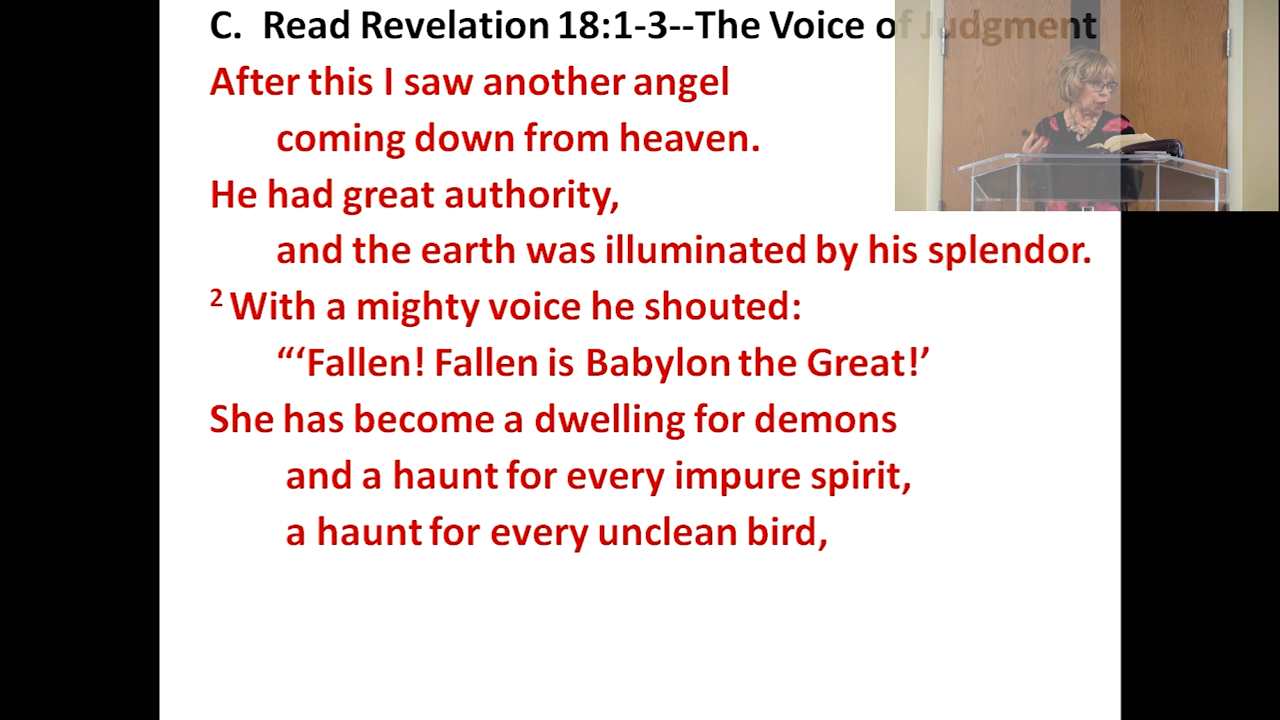 C. Read Revelation 18:1-3--The Voice of Judgment
After this I saw another angel
coming down from heaven.
He had great authority,
and the earth was illuminated by his splendor.
2 With a mighty voice he shouted:
“‘Fallen! Fallen is Babylon the Great!’
She has become a dwelling for demons
and a haunt for every impure spirit,
a haunt for every unclean bird,